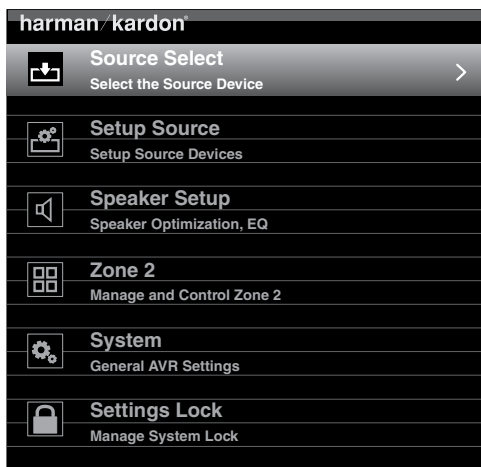 harman/kardon®
Source Select
Select the Source Device
Setup Source
Setup Source Devices
Speaker Setup
Speaker Optimization, EQ
Zone 2
Manage and Control Zone 2
System
General AVR Settings
Settings Lock
Manage System Lock